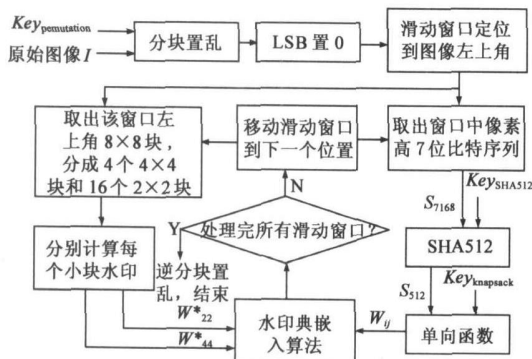 Key_pemutation
原始图像I
分块置乱
LSB 置 0
滑动窗口定位
到图像左上角
取出该窗口左
上角 8×8 块,
分成 4 个 4×4
块和 16 个 2×2 块
移动滑动窗口
到下一个位置
取出窗口中像素
高 7 位比特序列
N
S_7168
Key_SHA512
处理完所有滑动窗口?
Y
SHA512
分别计算每
个小块水印
逆分块置
乱,结束
S_512
Key_knapsack
W*_22
W*_44
水印典嵌
入算法
W_ij
单向函数